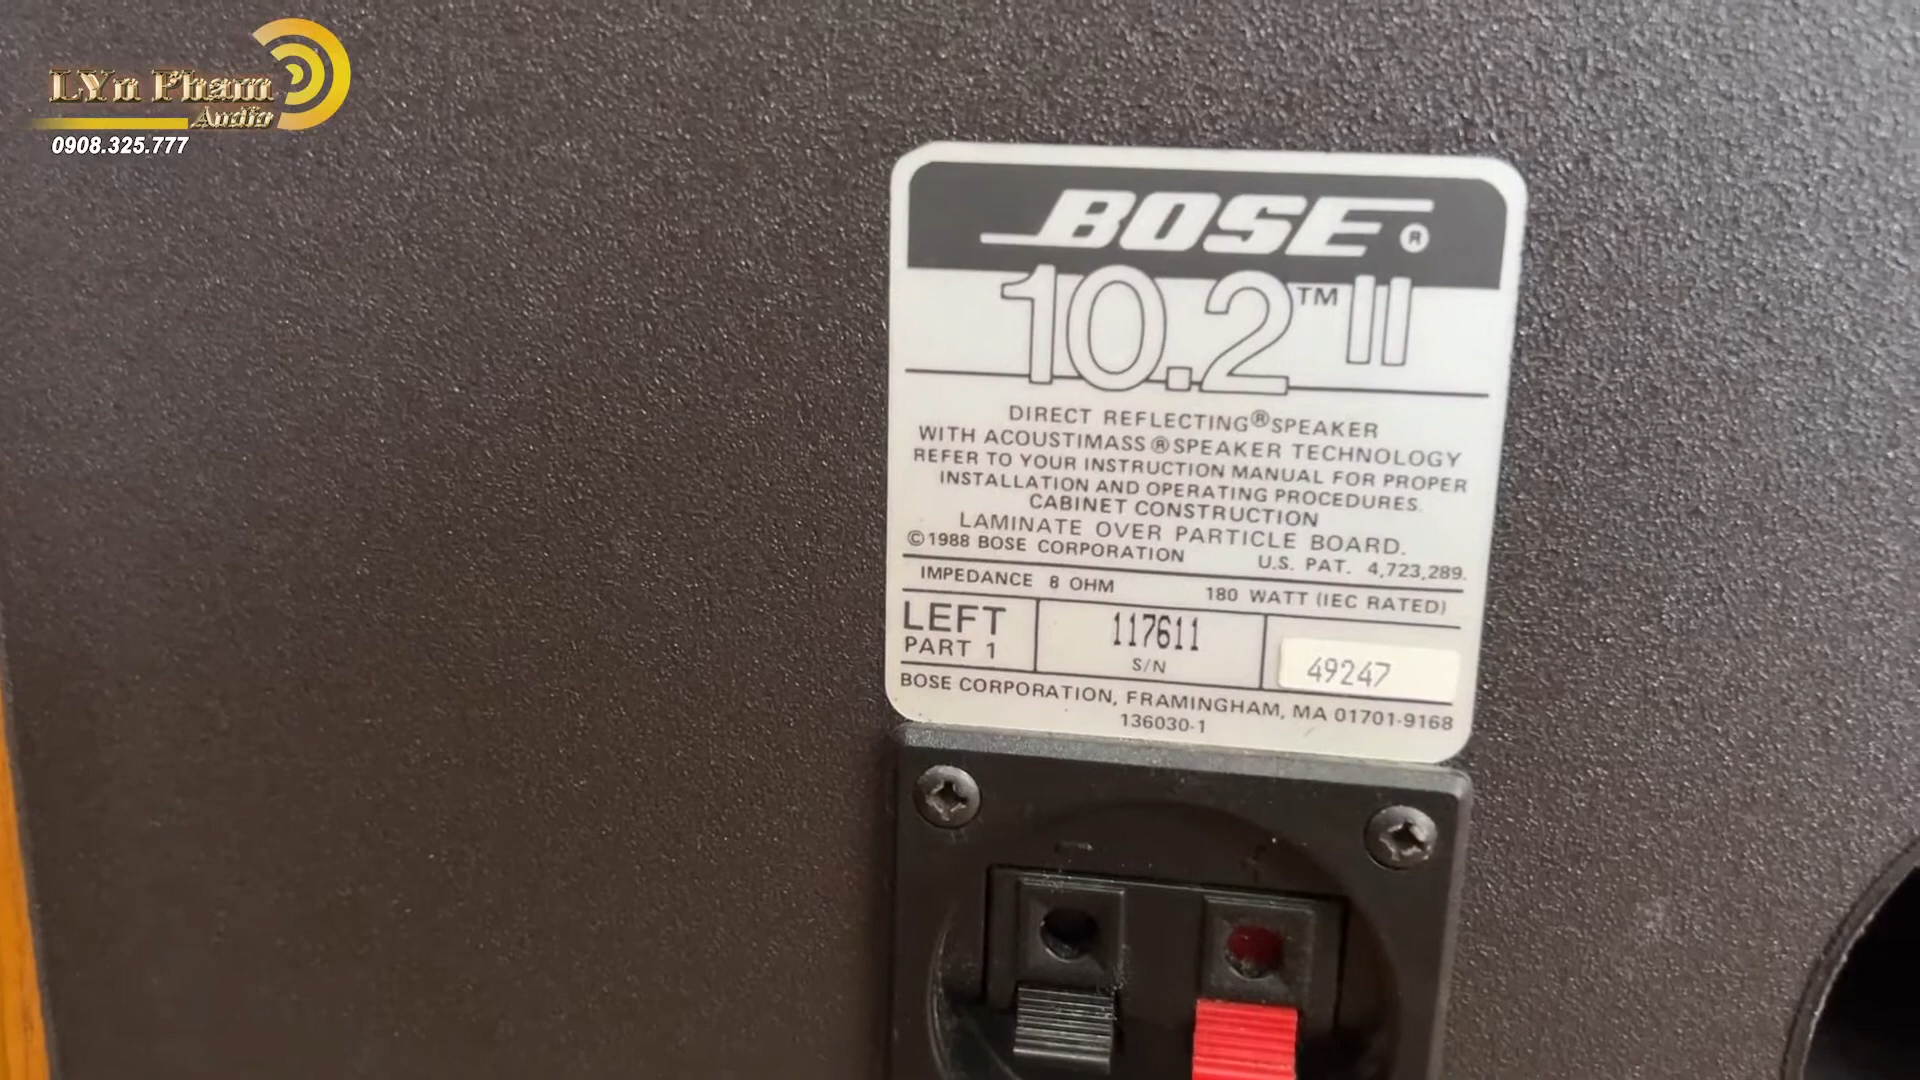 LYn Pham
Audio
0908.325.777
BOSE®
10.2™ II
DIRECT REFLECTING® SPEAKER
WITH ACOUSTIMASS® SPEAKER TECHNOLOGY
REFER TO YOUR INSTRUCTION MANUAL FOR PROPER
INSTALLATION AND OPERATING PROCEDURES.
CABINET CONSTRUCTION
LAMINATE OVER PARTICLE BOARD.
©1988 BOSE CORPORATION U.S. PAT. 4,723,289.
IMPEDANCE 8 OHM 180 WATT (IEC RATED)
LEFT
PART 1
117611
S/N
49247
BOSE CORPORATION, FRAMINGHAM, MA 01701-9168
136030-1